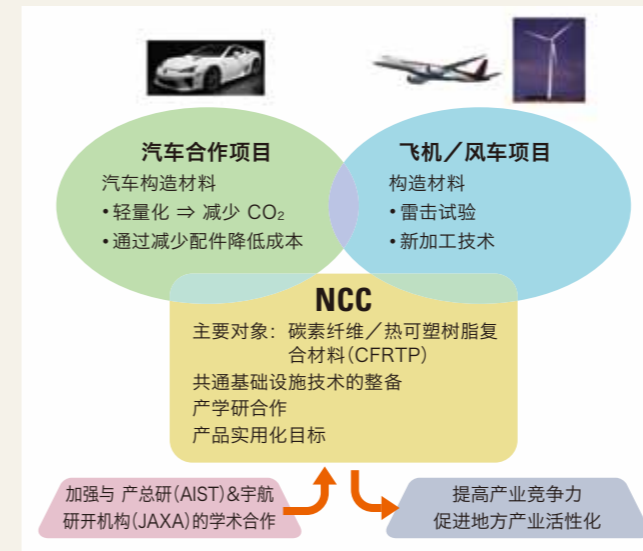 汽车合作项目
汽车构造材料
•轻量化 ⇒ 减少 CO₂
•通过减少配件降低成本
飞机／风车项目
构造材料
•雷击试验
•新加工技术
NCC
主要对象：碳素纤维／热可塑树脂复
合材料(CFRTP)
共通基础设施技术的整备
产学研合作
产品实用化目标
加强与 产总研(AIST)&宇航
研开机构(JAXA)的学术合作
提高产业竞争力
促进地方产业活性化